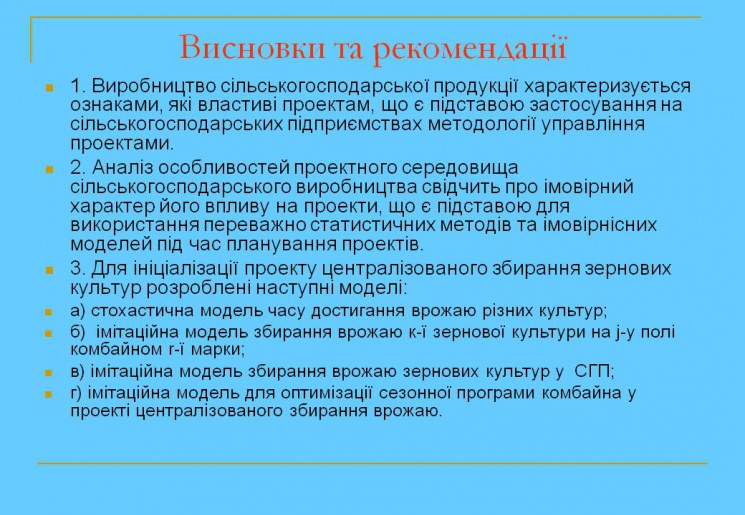 Висновки та рекомендації
1. Виробництво сільськогосподарської продукції характеризується
ознаками, які властиві проектам, що є підставою застосування на
сільськогосподарських підприємствах методології управління
проектами.
2. Аналіз особливостей проектного середовища
сільськогосподарського виробництва свідчить про імовірний
характер його впливу на проекти, що є підставою для
використання переважно статистичних методів та імовірнісних
моделей під час планування проектів.
3. Для ініціалізації проекту централізованого збирання зернових
культур розроблені наступні моделі:
а) стохастична модель часу достигання врожаю різних культур;
б) імітаційна модель збирання врожаю к-ї зернової культури на j-у полі
комбайном r-ї марки;
в) імітаційна модель збирання врожаю зернових культур у СГП;
г) імітаційна модель для оптимізації сезонної програми комбайна у
проекті централізованого збирання врожаю.